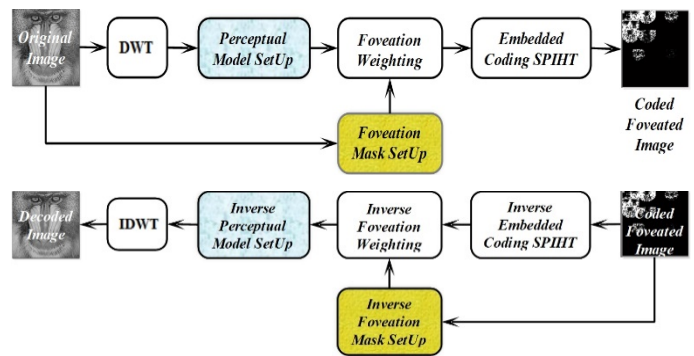 Original
Image
DWT
Perceptual
Model SetUp
Foveation
Weighting
Embedded
Coding SPIHT
Coded
Foveated
Image
Foveation
Mask SetUp
Decoded
Image
IDWT
Inverse
Perceptual
Model SetUp
Inverse
Foveation
Weighting
Inverse
Embedded
Coding SPIHT
Coded
Foveated
Image
Inverse
Foveation
Mask SetUp